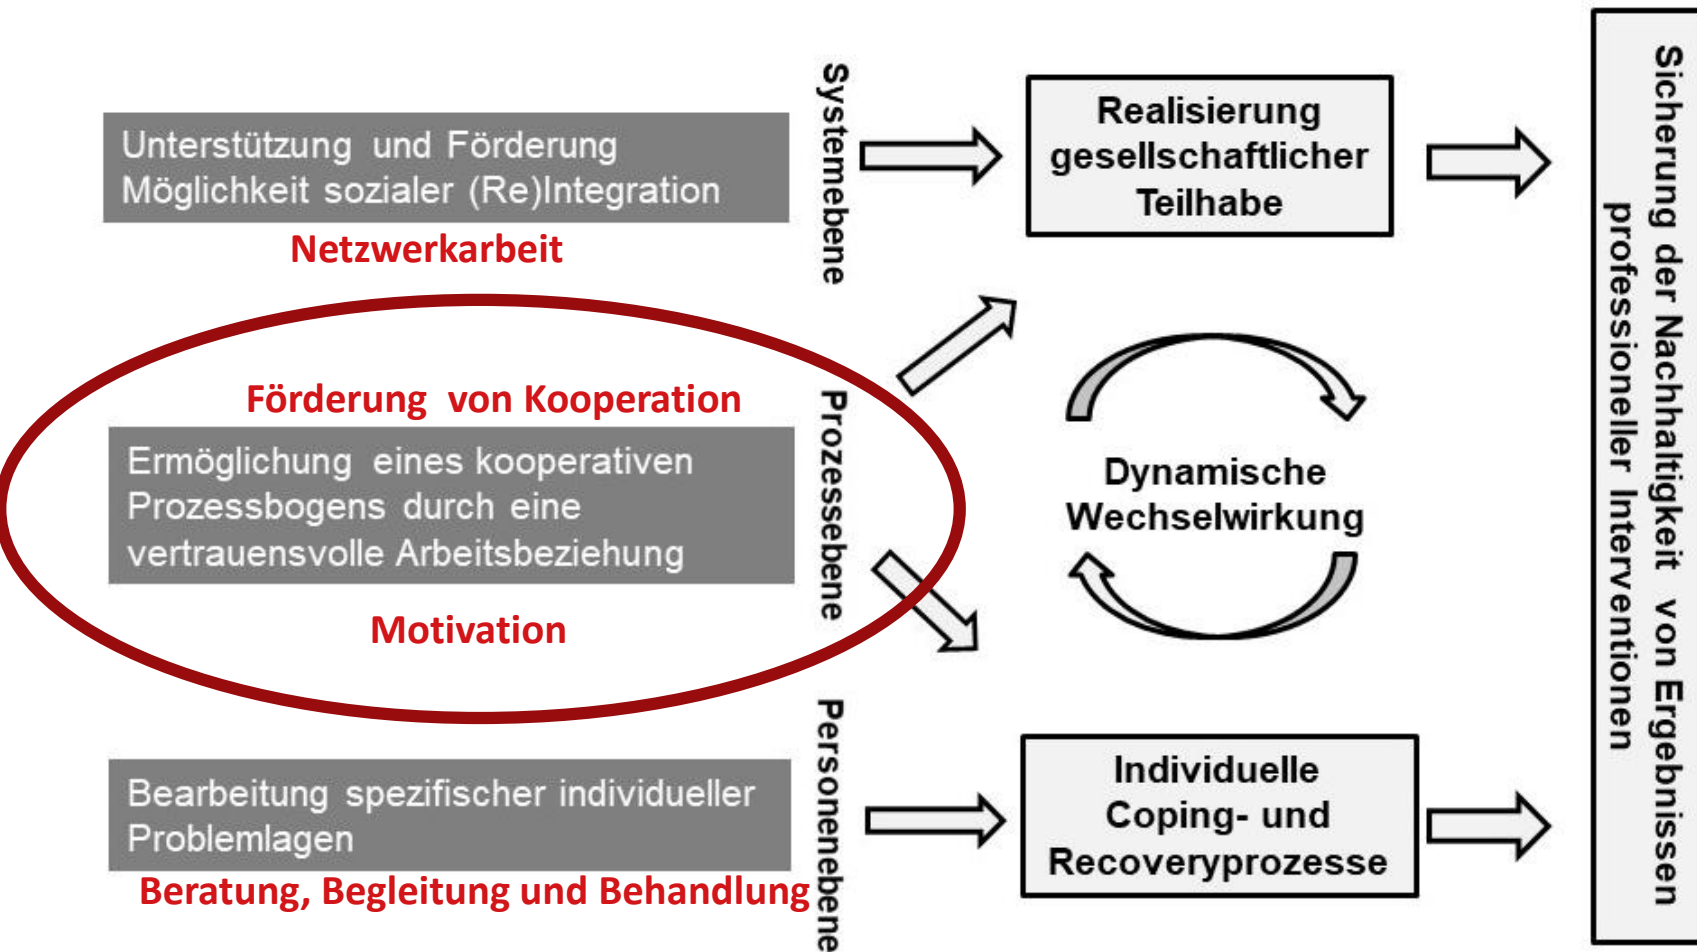 Unterstützung und Förderung
Möglichkeit sozialer (Re)Integration
Netzwerkarbeit
Systemebene
Realisierung
gesellschaftlicher
Teilhabe
Förderung von Kooperation
Ermöglichung eines kooperativen
Prozessbogens durch eine
vertrauensvolle Arbeitsbeziehung
Motivation
Prozessebene
Dynamische
Wechselwirkung
Bearbeitung spezifischer individueller
Problemlagen
Beratung, Begleitung und Behandlung
Personenebene
Individuelle
Coping- und
Recoveryprozesse
Sicherung der Nachhaltigkeit von Ergebnissen
professioneller Interventionen